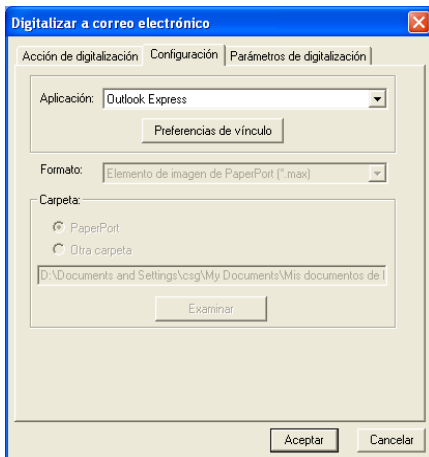 Digitalizar a correo electrónico
Acción de digitalización Configuración Parámetros de digitalización
Aplicación: Outlook Express
Preferencias de vínculo
Formato: Elemento de imagen de PaperPort (*.max)
Carpeta:
PaperPort
Otra carpeta
D:\Documents and Settings\csg\My Documents\Mis documentos de
Examinar
Aceptar Cancelar